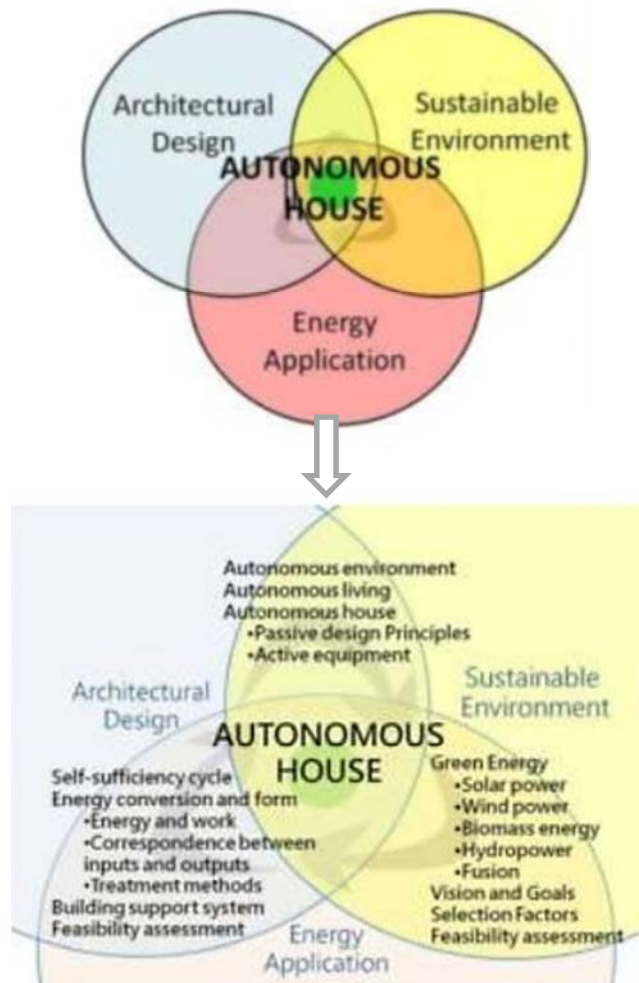 Architectural
Design
Sustainable
Environment
AUTONOMOUS
HOUSE
Energy
Application
Autonomous environment
Autonomous living
Autonomous house
•Passive design Principles
•Active equipment
Architectural
Design
Sustainable
Environment
AUTONOMOUS
HOUSE
Self-sufficiency cycle
Energy conversion and form
•Energy and work
•Correspondence between
inputs and outputs
•Treatment methods
Building support system
Feasibility assessment
Green Energy
•Solar power
•Wind power
•Biomass energy
•Hydropower
•Fusion
Vision and Goals
Selection Factors
Feasibility assessment
Energy
Application